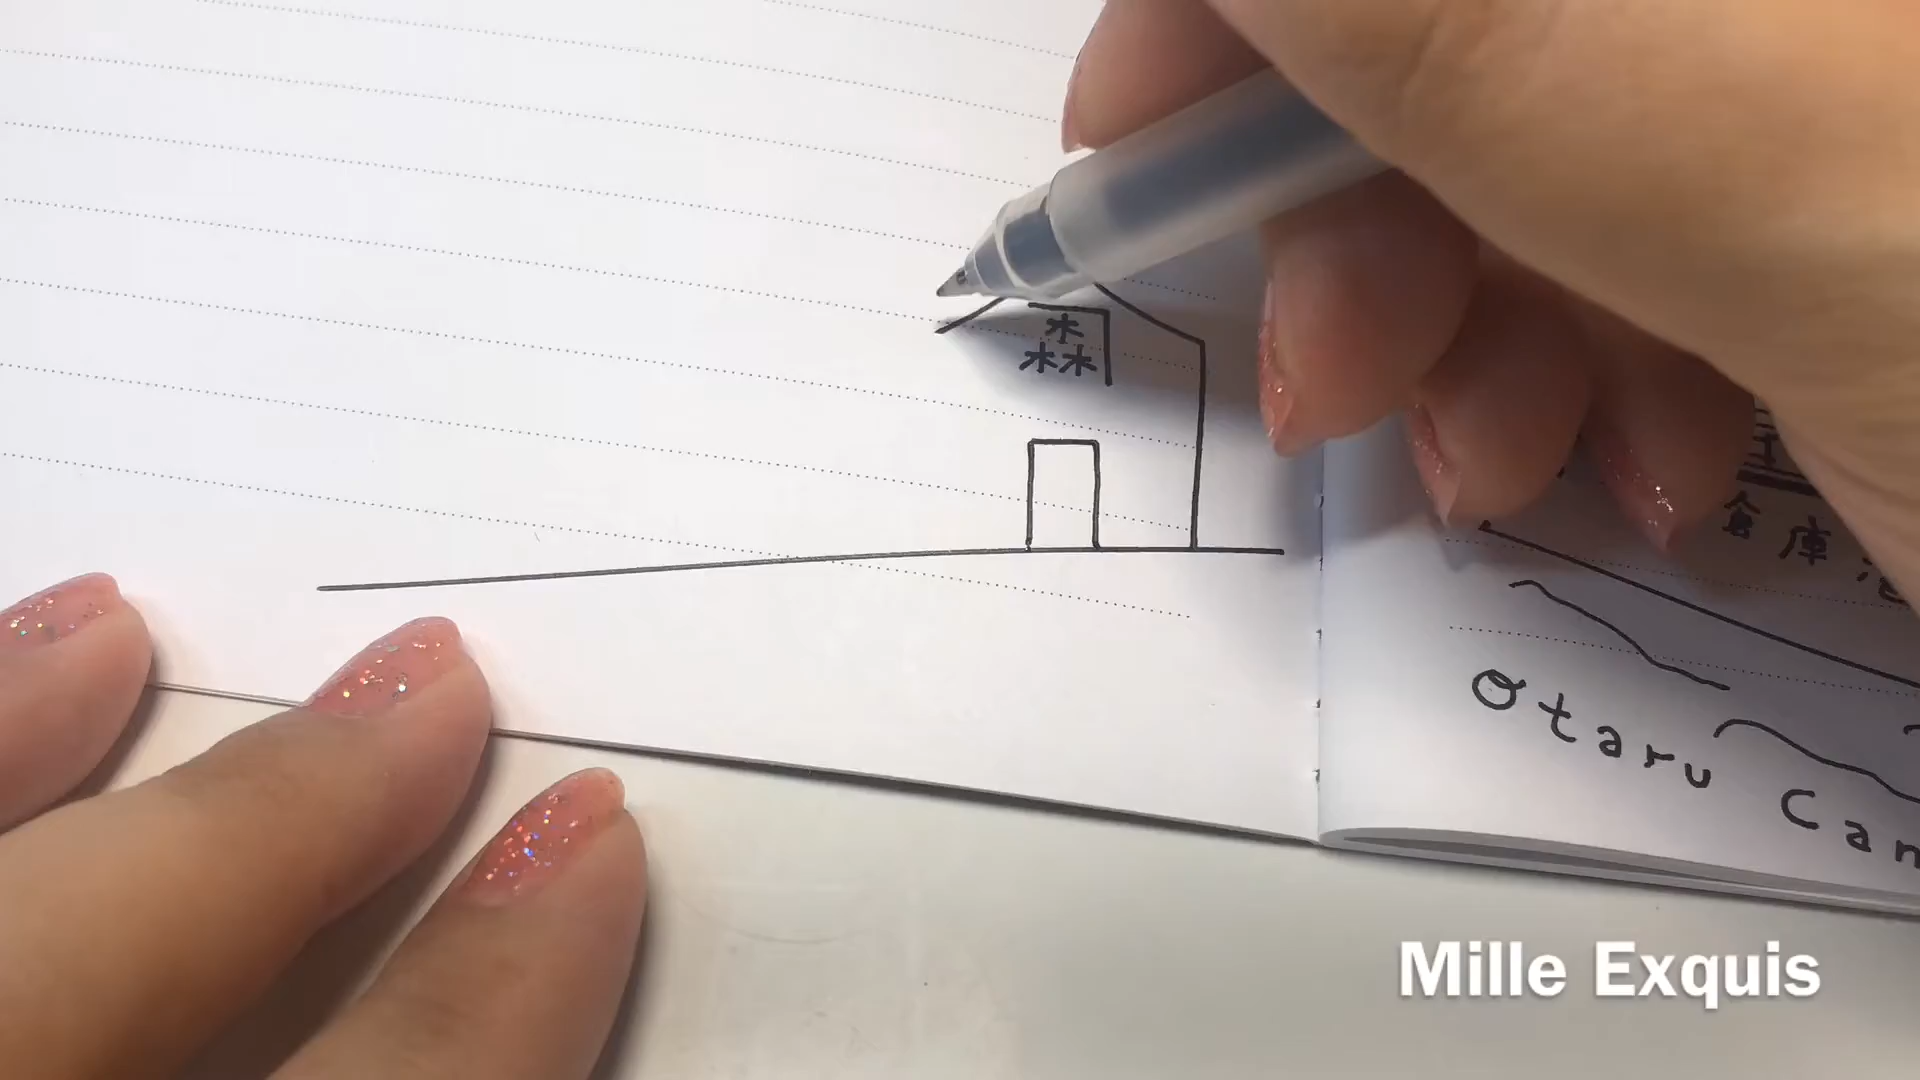 森
倉庫
Otaru Can
Mille Exquis